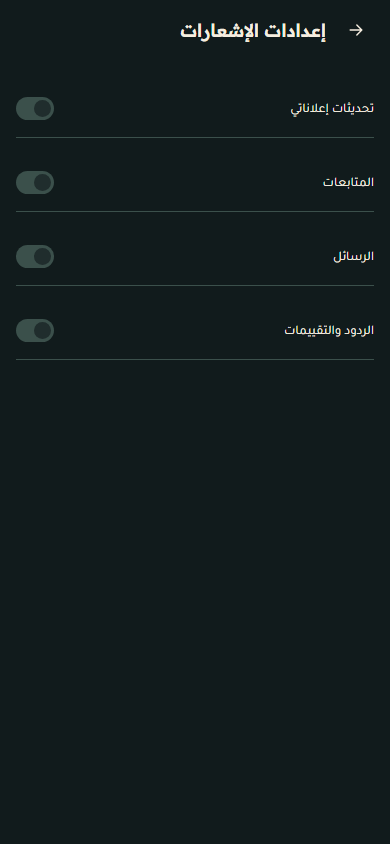 إعدادات الإشعارات
تحديثات إعلاناتي
المتابعات
الرسائل
الردود والتقييمات